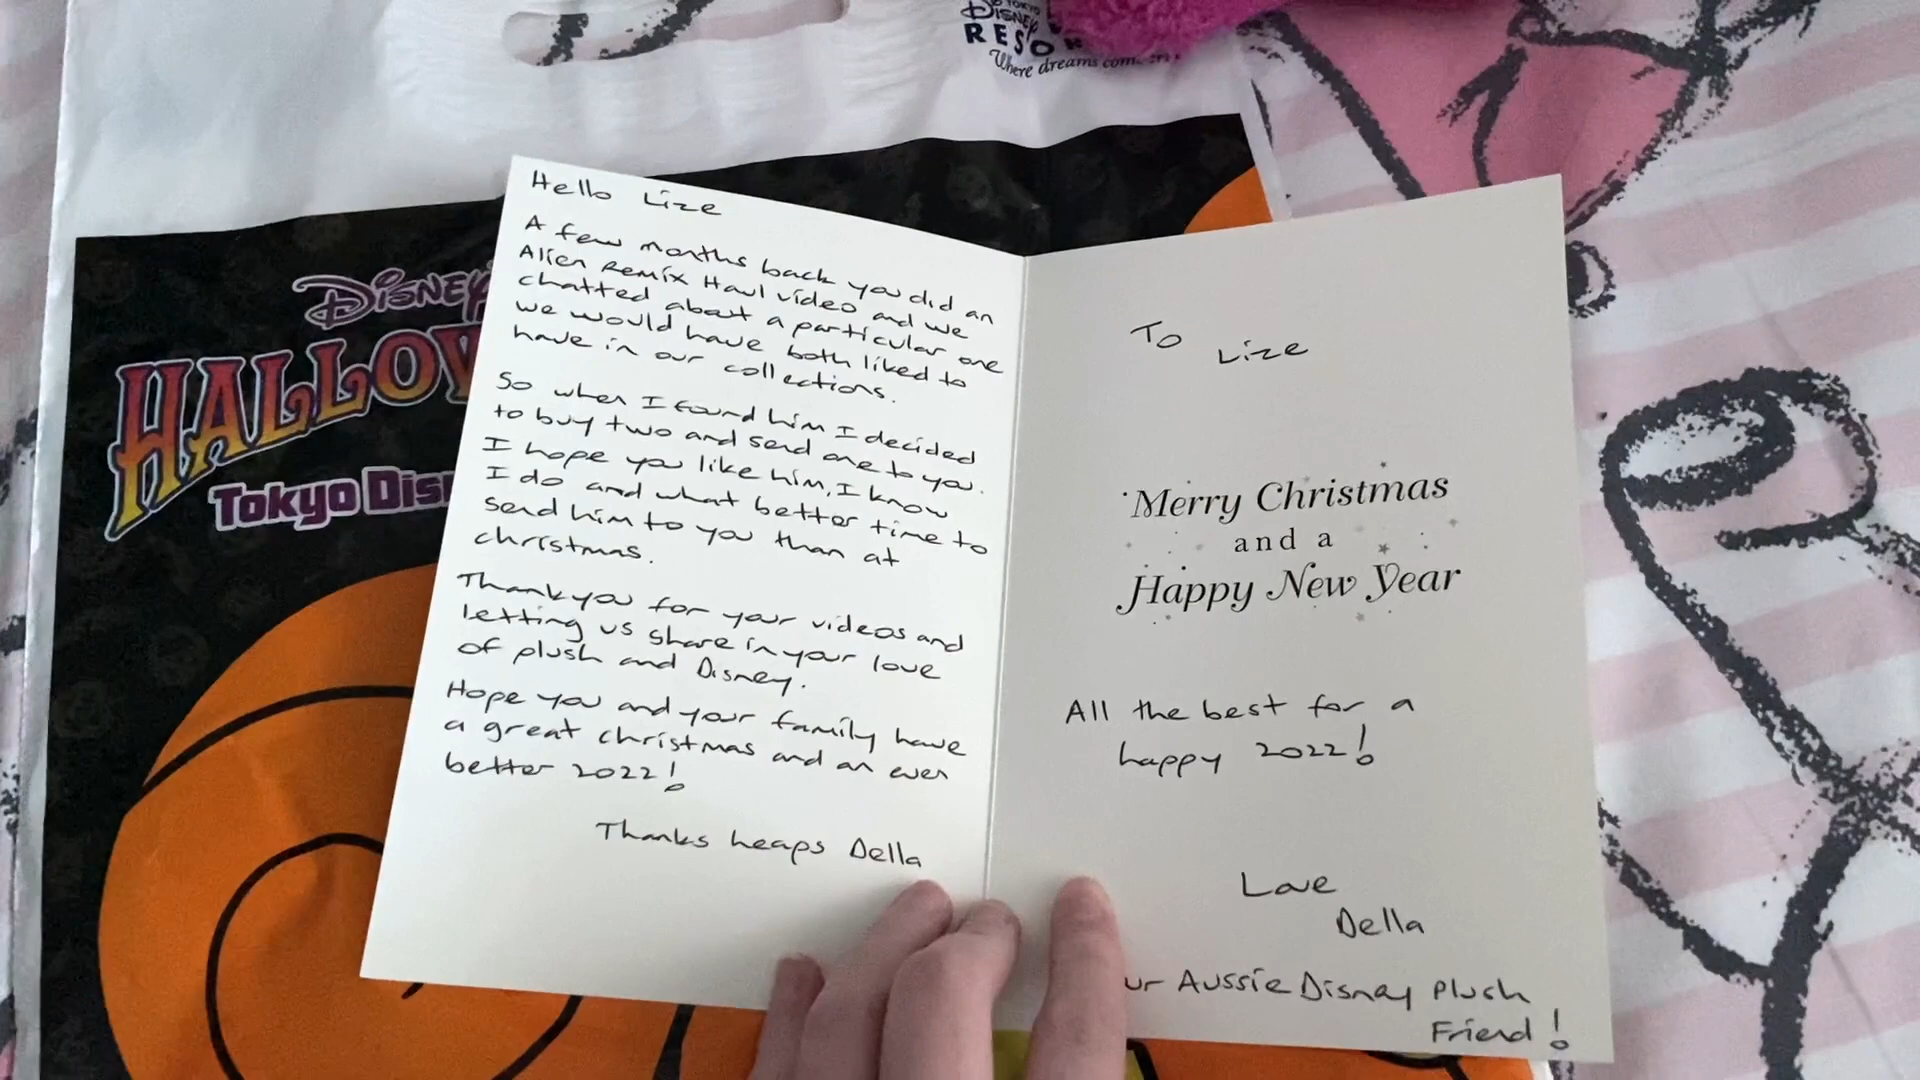 TOKYO
DISNEY
RESOR
Where dreams com
DISNEY
HALLOW
TOKYO DIS
Hello Lize
A few months back you did an
Alien Remix Haul video and we
chatted about a particular one
we would have both liked to
have in our collections.
So when I found him I decided
to buy two and send one to you.
I hope you like him, I know
I do and what better time to
send him to you than at
christmas.
Thankyou for your videos and
letting us share in your love
of plush and Disney.
Hope you and your family have
a great christmas and an even
better 2022!
Thanks heaps Della
To Lize
Merry Christmas
and a
Happy New Year
All the best for a
happy 2022!
Love
Della
ur Aussie Disney Plush
Friend!